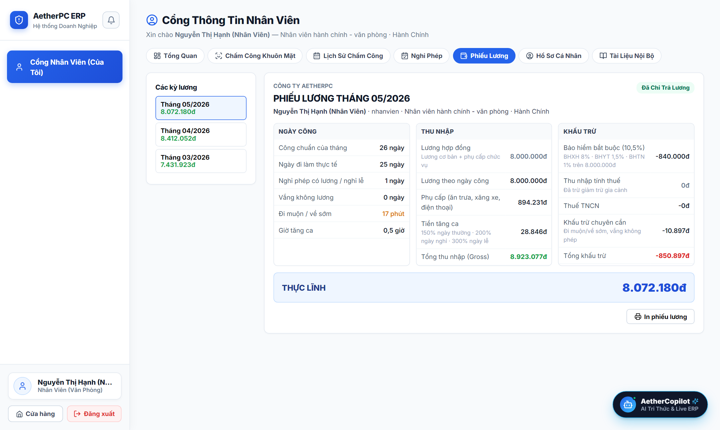 AetherPC ERP
Hệ thống Doanh Nghiệp
Cổng Nhân Viên (Của Tôi)
Nguyễn Thị Hạnh (N...
Nhân Viên (Văn Phòng)
Cửa hàng
Đăng xuất
Cổng Thông Tin Nhân Viên
Xin chào Nguyễn Thị Hạnh (Nhân Viên) — Nhân viên hành chính - văn phòng · Hành Chính
Tổng Quan
Chấm Công Khuôn Mặt
Lịch Sử Chấm Công
Nghỉ Phép
Phiếu Lương
Hồ Sơ Cá Nhân
Tài Liệu Nội Bộ
Các kỳ lương
Tháng 05/2026
8.072.180đ
Tháng 04/2026
8.412.052đ
Tháng 03/2026
7.431.923đ
CÔNG TY AETHERPC
Đã Chi Trả Lương
PHIẾU LƯƠNG THÁNG 05/2026
Nguyễn Thị Hạnh (Nhân Viên) · nhanvien · Nhân viên hành chính - văn phòng · Hành Chính
NGÀY CÔNG
Công chuẩn của tháng 26 ngày
Ngày đi làm thực tế 25 ngày
Nghỉ phép có lương / nghỉ lễ 1 ngày
Vắng không lương 0 ngày
Đi muộn / về sớm 17 phút
Giờ tăng ca 0,5 giờ
THU NHẬP
Lương hợp đồng 8.000.000đ
Lương cơ bản + phụ cấp chức vụ
Lương theo ngày công 8.000.000đ
Phụ cấp (ăn trưa, xăng xe, điện thoại) 894.231đ
Tiền tăng ca 28.846đ
150% ngày thường · 200% ngày nghỉ · 300% ngày lễ
Tổng thu nhập (Gross) 8.923.077đ
KHẤU TRỪ
Bảo hiểm bắt buộc (10,5%) -840.000đ
BHXH 8% · BHYT 1,5% · BHTN 1% trên 8.000.000đ
Thu nhập tính thuế 0đ
Đã trừ giảm trừ gia cảnh
Thuế TNCN -0đ
Khấu trừ chuyên cần -10.897đ
Đi muộn/về sớm, vắng không phép
Tổng khấu trừ -850.897đ
THỰC LĨNH 8.072.180đ
In phiếu lương
AetherCopilot
AI Tri Thức & Live ERP